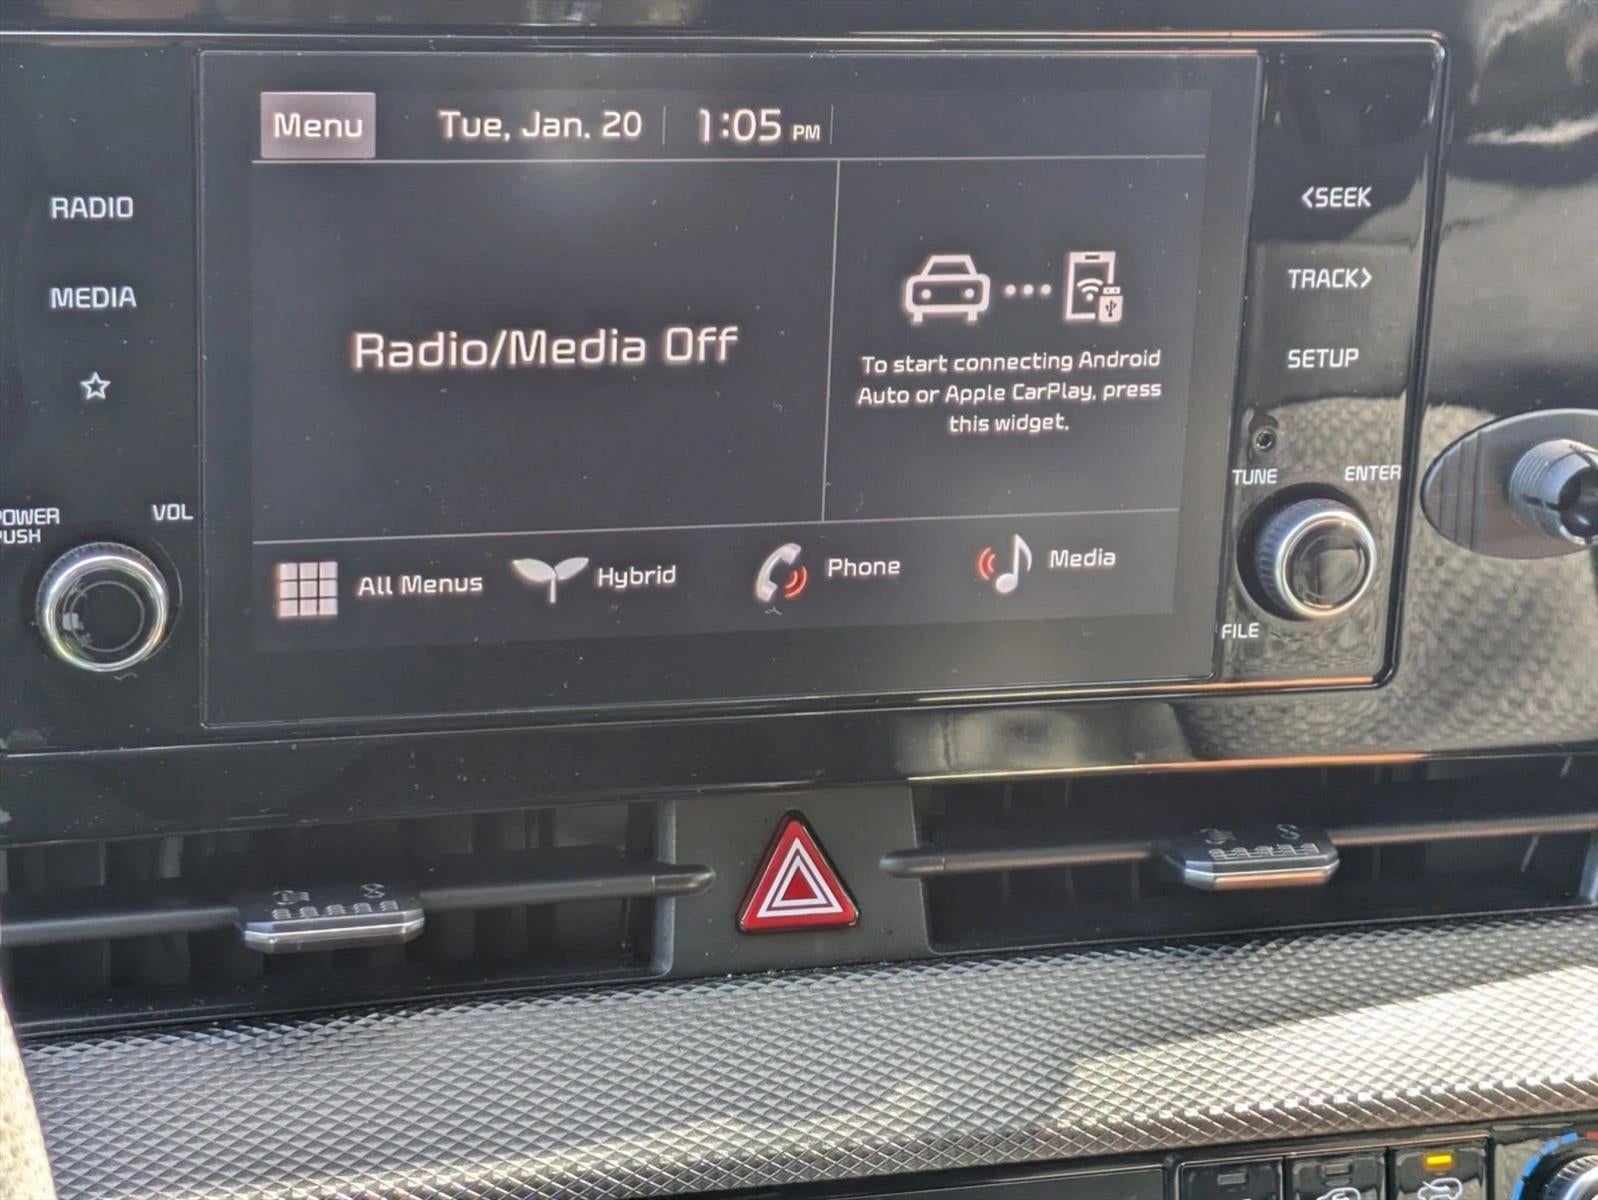 Menu Tue, Jan. 20 1:05 PM
RADIO
MEDIA
<SEEK
TRACK>
SETUP
Radio/Media Off
To start connecting Android
Auto or Apple CarPlay, press
this widget.
POWER
PUSH
VOL
TUNE
ENTER
FILE
All Menus
Hybrid
Phone
Media